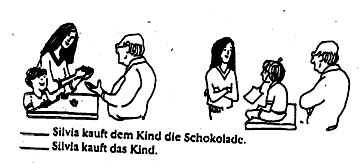 _____ Silvia kauft dem Kind die Schokolade.
_____ Silvia kauft das Kind.